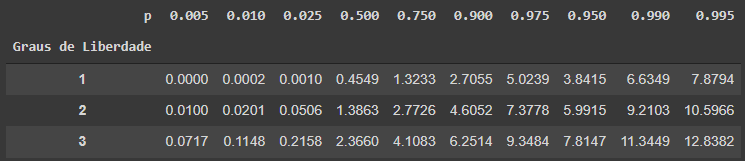 p 0.005 0.010 0.025 0.500 0.750 0.900 0.975 0.950 0.990 0.995
Graus de Liberdade
1 0.0000 0.0002 0.0010 0.4549 1.3233 2.7055 5.0239 3.8415 6.6349 7.8794
2 0.0100 0.0201 0.0506 1.3863 2.7726 4.6052 7.3778 5.9915 9.2103 10.5966
3 0.0717 0.1148 0.2158 2.3660 4.1083 6.2514 9.3484 7.8147 11.3449 12.8382